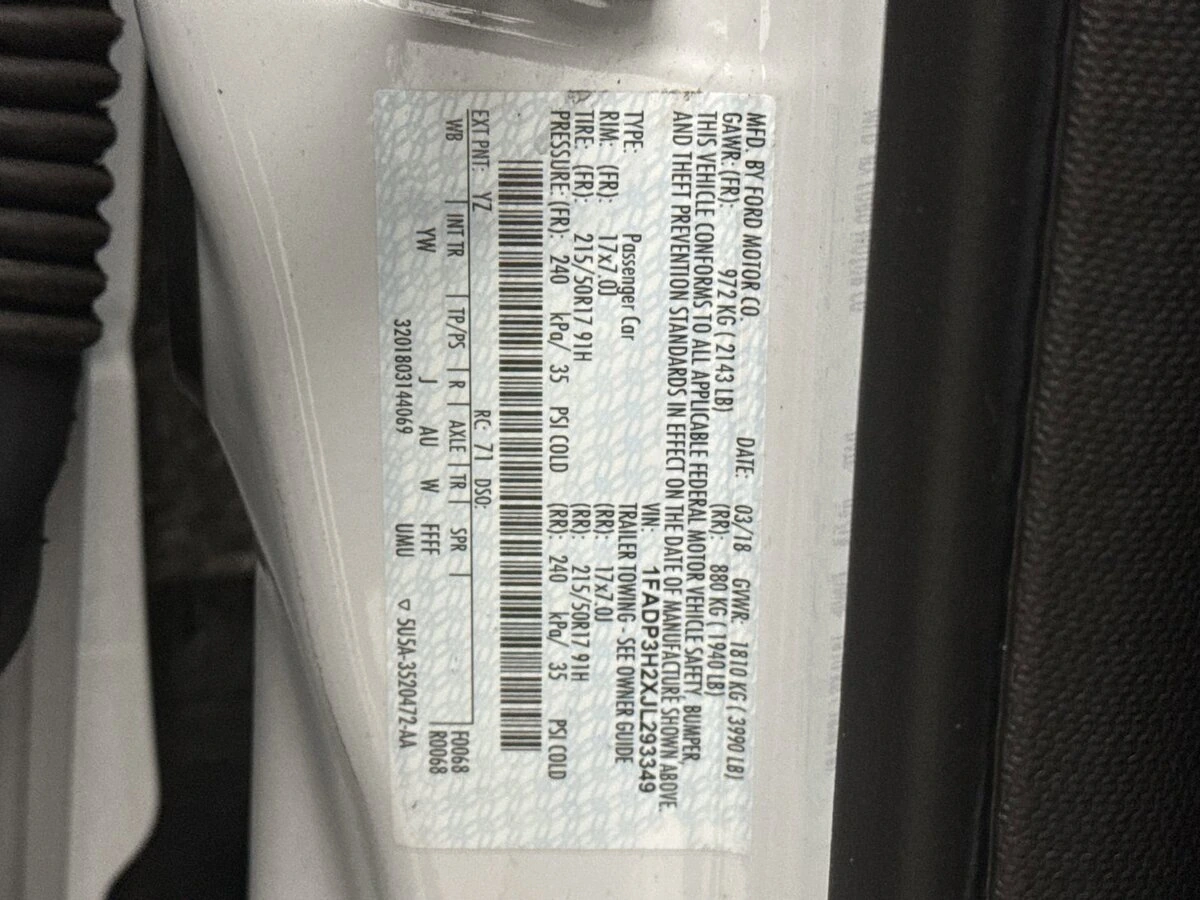 MFD. BY FORD MOTOR CO.
DATE: 03/18 GVWR: 1810 KG ( 3990 LB)
GAWR: (FR): 972 KG ( 2143 LB) (RR): 880 KG ( 1940 LB)
THIS VEHICLE CONFORMS TO ALL APPLICABLE FEDERAL MOTOR VEHICLE SAFETY, BUMPER,
AND THEFT PREVENTION STANDARDS IN EFFECT ON THE DATE OF MANUFACTURE SHOWN ABOVE.
VIN: 1FADP3H2XJL293349
TYPE: Passenger Car TRAILER TOWING - SEE OWNER GUIDE
RIM: (FR): 17x7.0J (RR): 17x7.0J
TIRE: (FR): 215/50R17 91H (RR): 215/50R17 91H
PRESSURE: (FR): 240 kPa/ 35 PSI COLD (RR): 240 kPa/ 35 PSI COLD
EXT PNT: YZ RC: 71 DSO:
WB | INT TR | TP/PS | R | AXLE | TR | SPR | F0068
YW J AU W FFF R0068
3201803144069 UMU ▽ 5U5A-3520472-AA